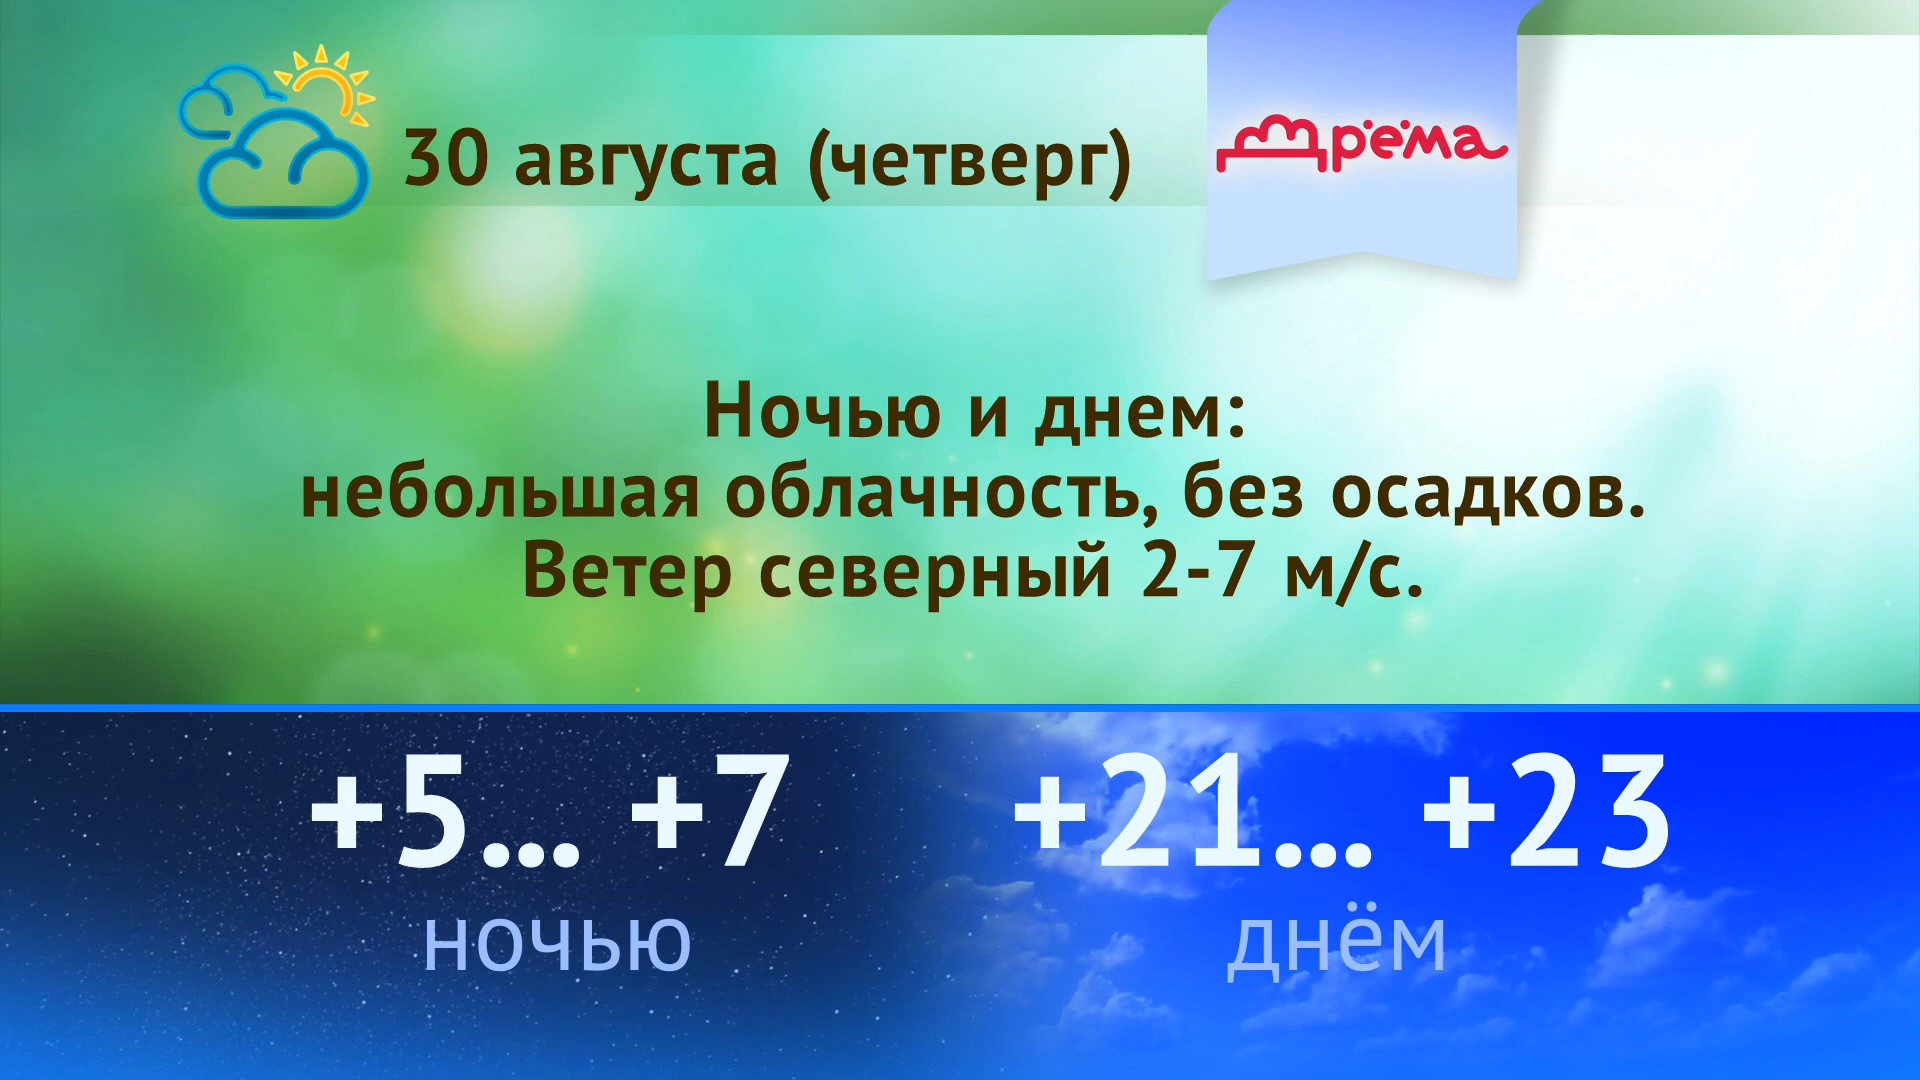 30 августа (четверг)
Дрёма
Ночью и днем:
небольшая облачность, без осадков.
Ветер северный 2-7 м/с.
+5... +7
+21... +23
ночью
днём